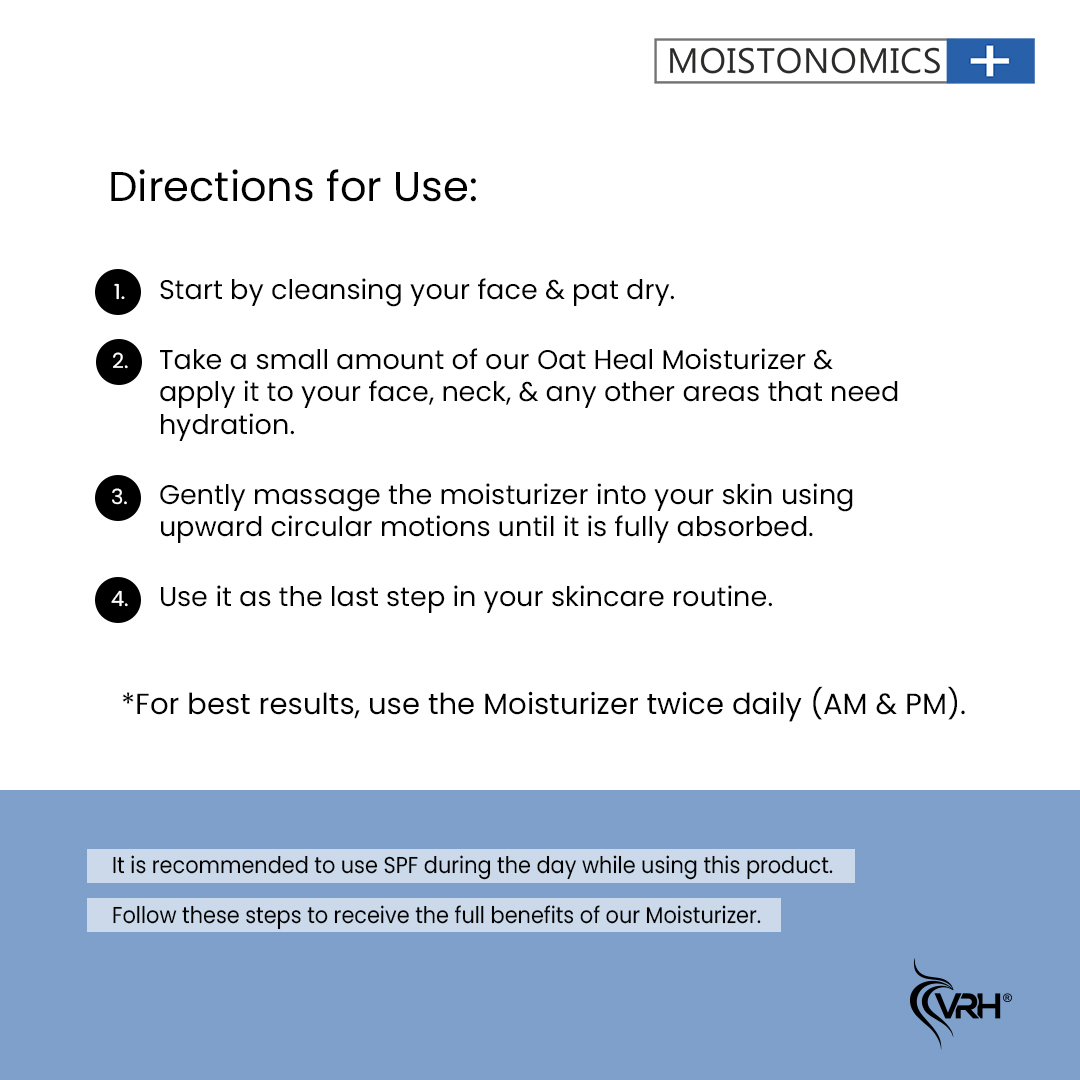 MOISTONOMICS +
Directions for Use:
1. Start by cleansing your face & pat dry.
2. Take a small amount of our Oat Heal Moisturizer &
apply it to your face, neck, & any other areas that need
hydration.
3. Gently massage the moisturizer into your skin using
upward circular motions until it is fully absorbed.
4. Use it as the last step in your skincare routine.
*For best results, use the Moisturizer twice daily (AM & PM).
It is recommended to use SPF during the day while using this product.
Follow these steps to receive the full benefits of our Moisturizer.
VRH®